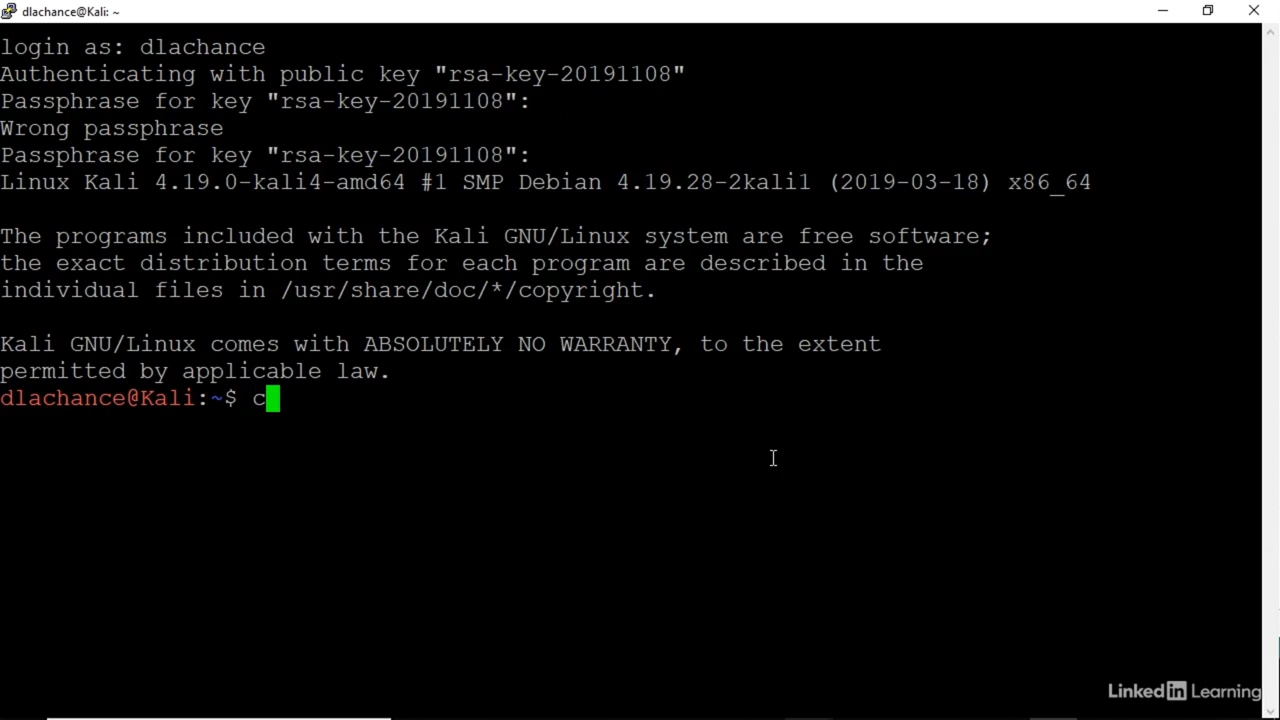 dlachance@Kali: ~
login as: dlachance
Authenticating with public key "rsa-key-20191108"
Passphrase for key "rsa-key-20191108":
Wrong passphrase
Passphrase for key "rsa-key-20191108":
Linux Kali 4.19.0-kali4-amd64 #1 SMP Debian 4.19.28-2kali1 (2019-03-18) x86_64
The programs included with the Kali GNU/Linux system are free software;
the exact distribution terms for each program are described in the
individual files in /usr/share/doc/*/copyright.
Kali GNU/Linux comes with ABSOLUTELY NO WARRANTY, to the extent
permitted by applicable law.
dlachance@Kali:~$ c
Linked in Learning